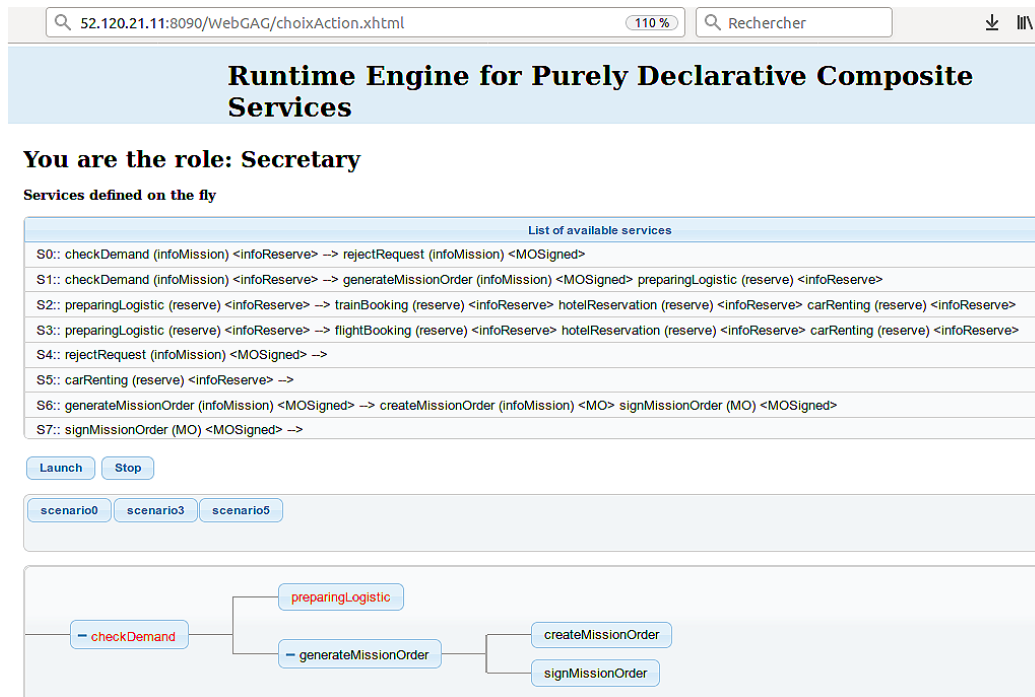 52.120.21.11:8090/WebGAG/choixAction.xhtml 110 % Rechercher
Runtime Engine for Purely Declarative Composite
Services
You are the role: Secretary
Services defined on the fly
List of available services
S0:: checkDemand (infoMission) <infoReserve> --> rejectRequest (infoMission) <MOSigned>
S1:: checkDemand (infoMission) <infoReserve> --> generateMissionOrder (infoMission) <MOSigned> preparingLogistic (reserve) <infoReserve>
S2:: preparingLogistic (reserve) <infoReserve> --> trainBooking (reserve) <infoReserve> hotelReservation (reserve) <infoReserve> carRenting (reserve) <infoReserve>
S3:: preparingLogistic (reserve) <infoReserve> --> flightBooking (reserve) <infoReserve> hotelReservation (reserve) <infoReserve> carRenting (reserve) <infoReserve>
S4:: rejectRequest (infoMission) <MOSigned> -->
S5:: carRenting (reserve) <infoReserve> -->
S6:: generateMissionOrder (infoMission) <MOSigned> --> createMissionOrder (infoMission) <MO> signMissionOrder (MO) <MOSigned>
S7:: signMissionOrder (MO) <MOSigned> -->
Launch Stop
scenario0 scenario3 scenario5
preparingLogistic
checkDemand
createMissionOrder
generateMissionOrder
signMissionOrder